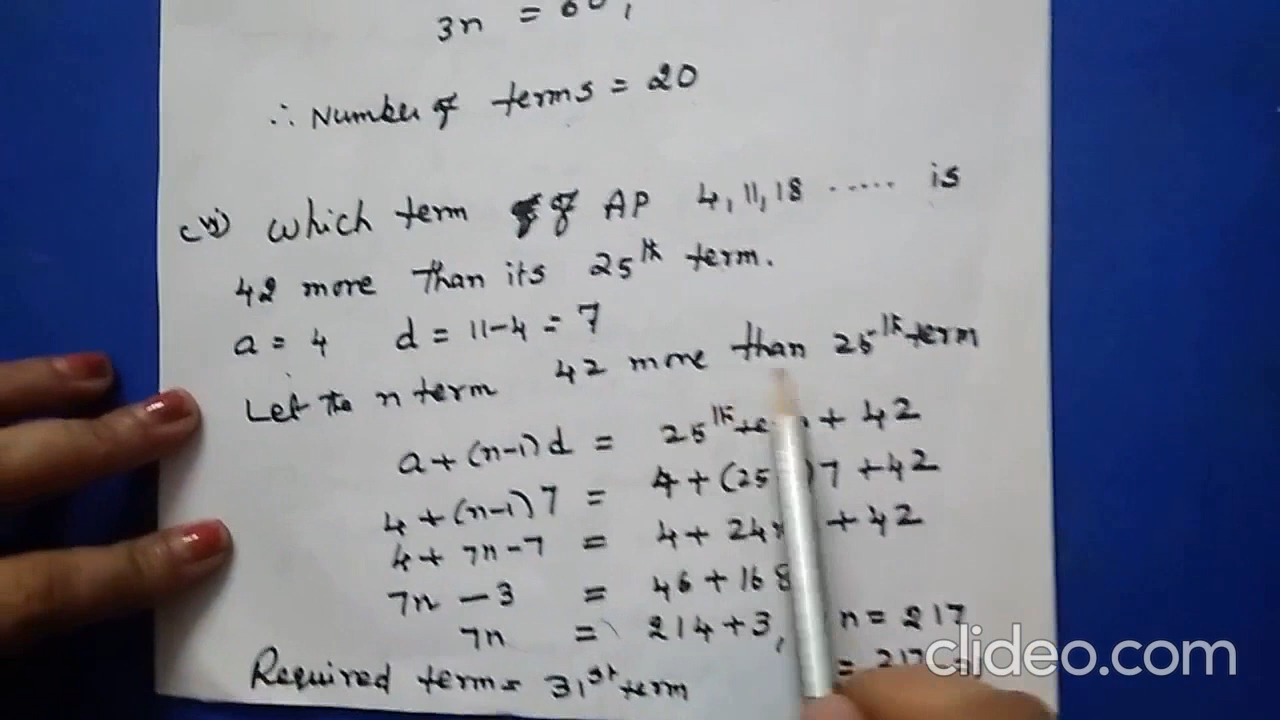 3n = 60,
∴ Number of terms = 20
(vi) Which term of AP 4, 11, 18 ..... is
42 more than its 25th term.
a = 4 d = 11-4 = 7
Let the n term 42 more than 25th term
a + (n-1)d = 25th + 42
4 + (n-1)7 = 4 + (25 )7 + 42
4 + 7n-7 = 4 + 24 + 42
7n - 3 = 46 + 168
7n = 214 + 3, n = 217
= 217
Required term = 31st term
clideo.com